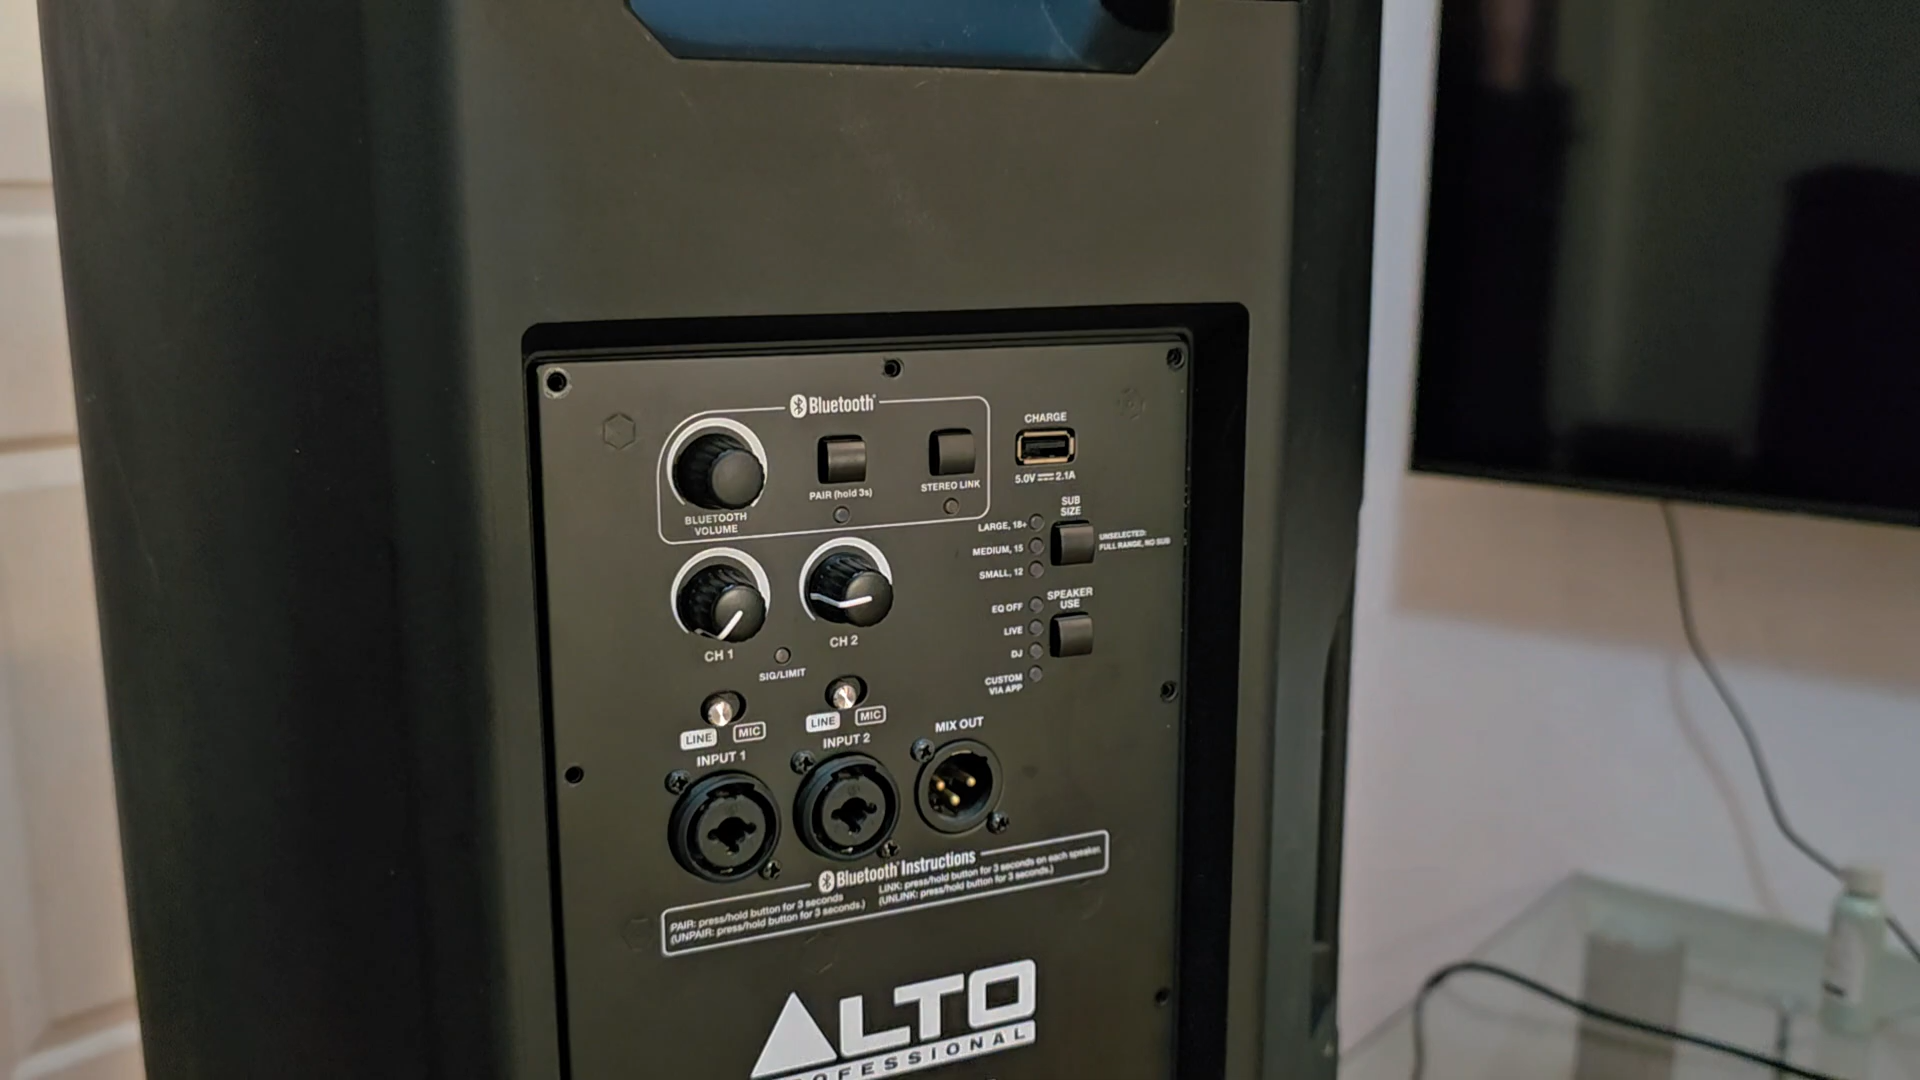 Bluetooth®
CHARGE
BLUETOOTH
VOLUME
PAIR (hold 3s)
STEREO LINK
5.0V 2.1A
SUB
SIZE
LARGE, 18+
MEDIUM, 15
SMALL, 12
UNSELECTED:
FULL RANGE, NO SUB
SPEAKER
USE
EQ OFF
LIVE
DJ
CUSTOM
VIA APP
CH 1
CH 2
SIG/LIMIT
LINE MIC
LINE MIC
INPUT 1
INPUT 2
MIX OUT
Bluetooth® Instructions
PAIR: press/hold button for 3 seconds
(UNPAIR: press/hold button for 3 seconds.)
LINK: press/hold button for 3 seconds on each speaker.
(UNLINK: press/hold button for 3 seconds.)
ALTO
OFESSIONAL